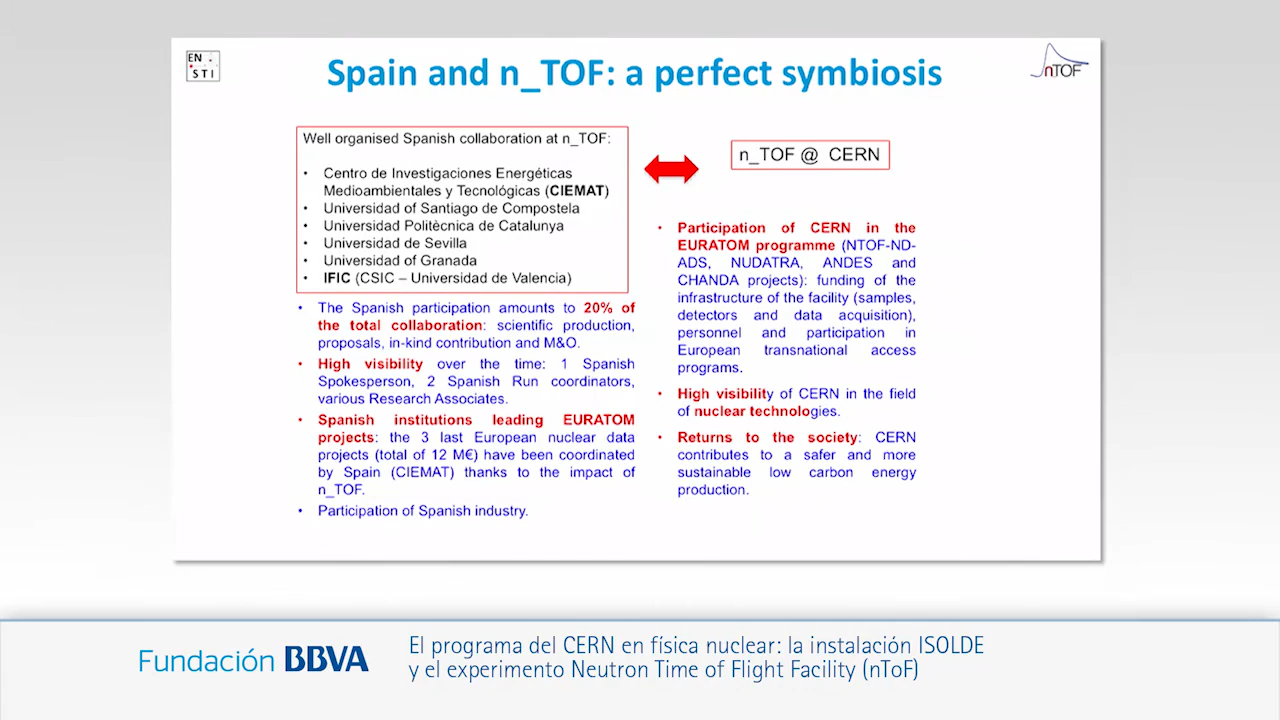 EN
STI
Spain and n_TOF: a perfect symbiosis
nTOF
Well organised Spanish collaboration at n_TOF:
• Centro de Investigaciones Energéticas
Medioambientales y Tecnológicas (CIEMAT)
• Universidad of Santiago de Compostela
• Universidad Politècnica de Catalunya
• Universidad de Sevilla
• Universidad of Granada
• IFIC (CSIC – Universidad de Valencia)
• The Spanish participation amounts to 20% of
the total collaboration: scientific production,
proposals, in-kind contribution and M&O.
• High visibility over the time: 1 Spanish
Spokesperson, 2 Spanish Run coordinators,
various Research Associates.
• Spanish institutions leading EURATOM
projects: the 3 last European nuclear data
projects (total of 12 M€) have been coordinated
by Spain (CIEMAT) thanks to the impact of
n_TOF.
• Participation of Spanish industry.
n_TOF @ CERN
• Participation of CERN in the
EURATOM programme (NTOF-ND-
ADS, NUDATRA, ANDES and
CHANDA projects): funding of the
infrastructure of the facility (samples,
detectors and data acquisition),
personnel and participation in
European transnational access
programs.
• High visibility of CERN in the field
of nuclear technologies.
• Returns to the society: CERN
contributes to a safer and more
sustainable low carbon energy
production.
Fundación BBVA
El programa del CERN en física nuclear: la instalación ISOLDE
y el experimento Neutron Time of Flight Facility (nToF)